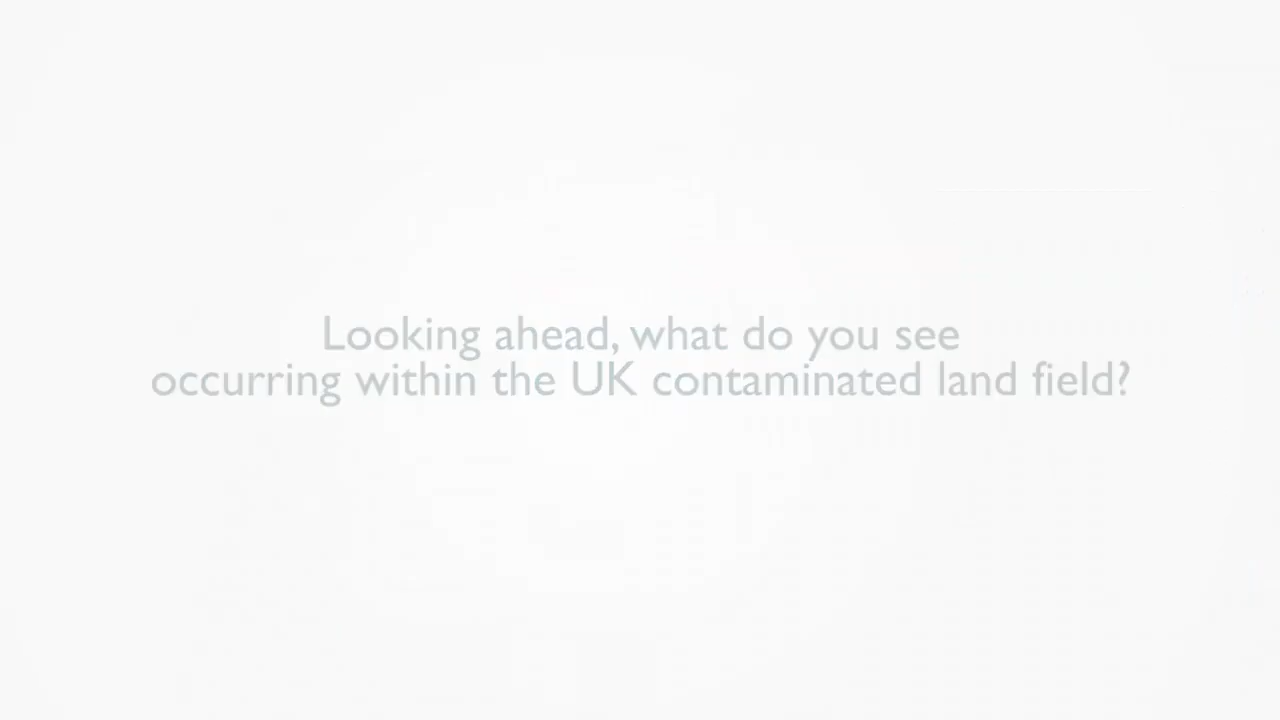 Looking ahead, what do you see
occurring within the UK contaminated land field?